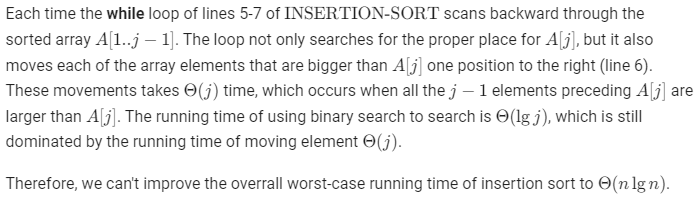 Each time the while loop of lines 5-7 of INSERTION-SORT scans backward through the
sorted array A[1..j − 1]. The loop not only searches for the proper place for A[j], but it also
moves each of the array elements that are bigger than A[j] one position to the right (line 6).
These movements takes Θ(j) time, which occurs when all the j − 1 elements preceding A[j] are
larger than A[j]. The running time of using binary search to search is Θ(lg j), which is still
dominated by the running time of moving element Θ(j).
Therefore, we can't improve the overrall worst-case running time of insertion sort to Θ(n lg n).